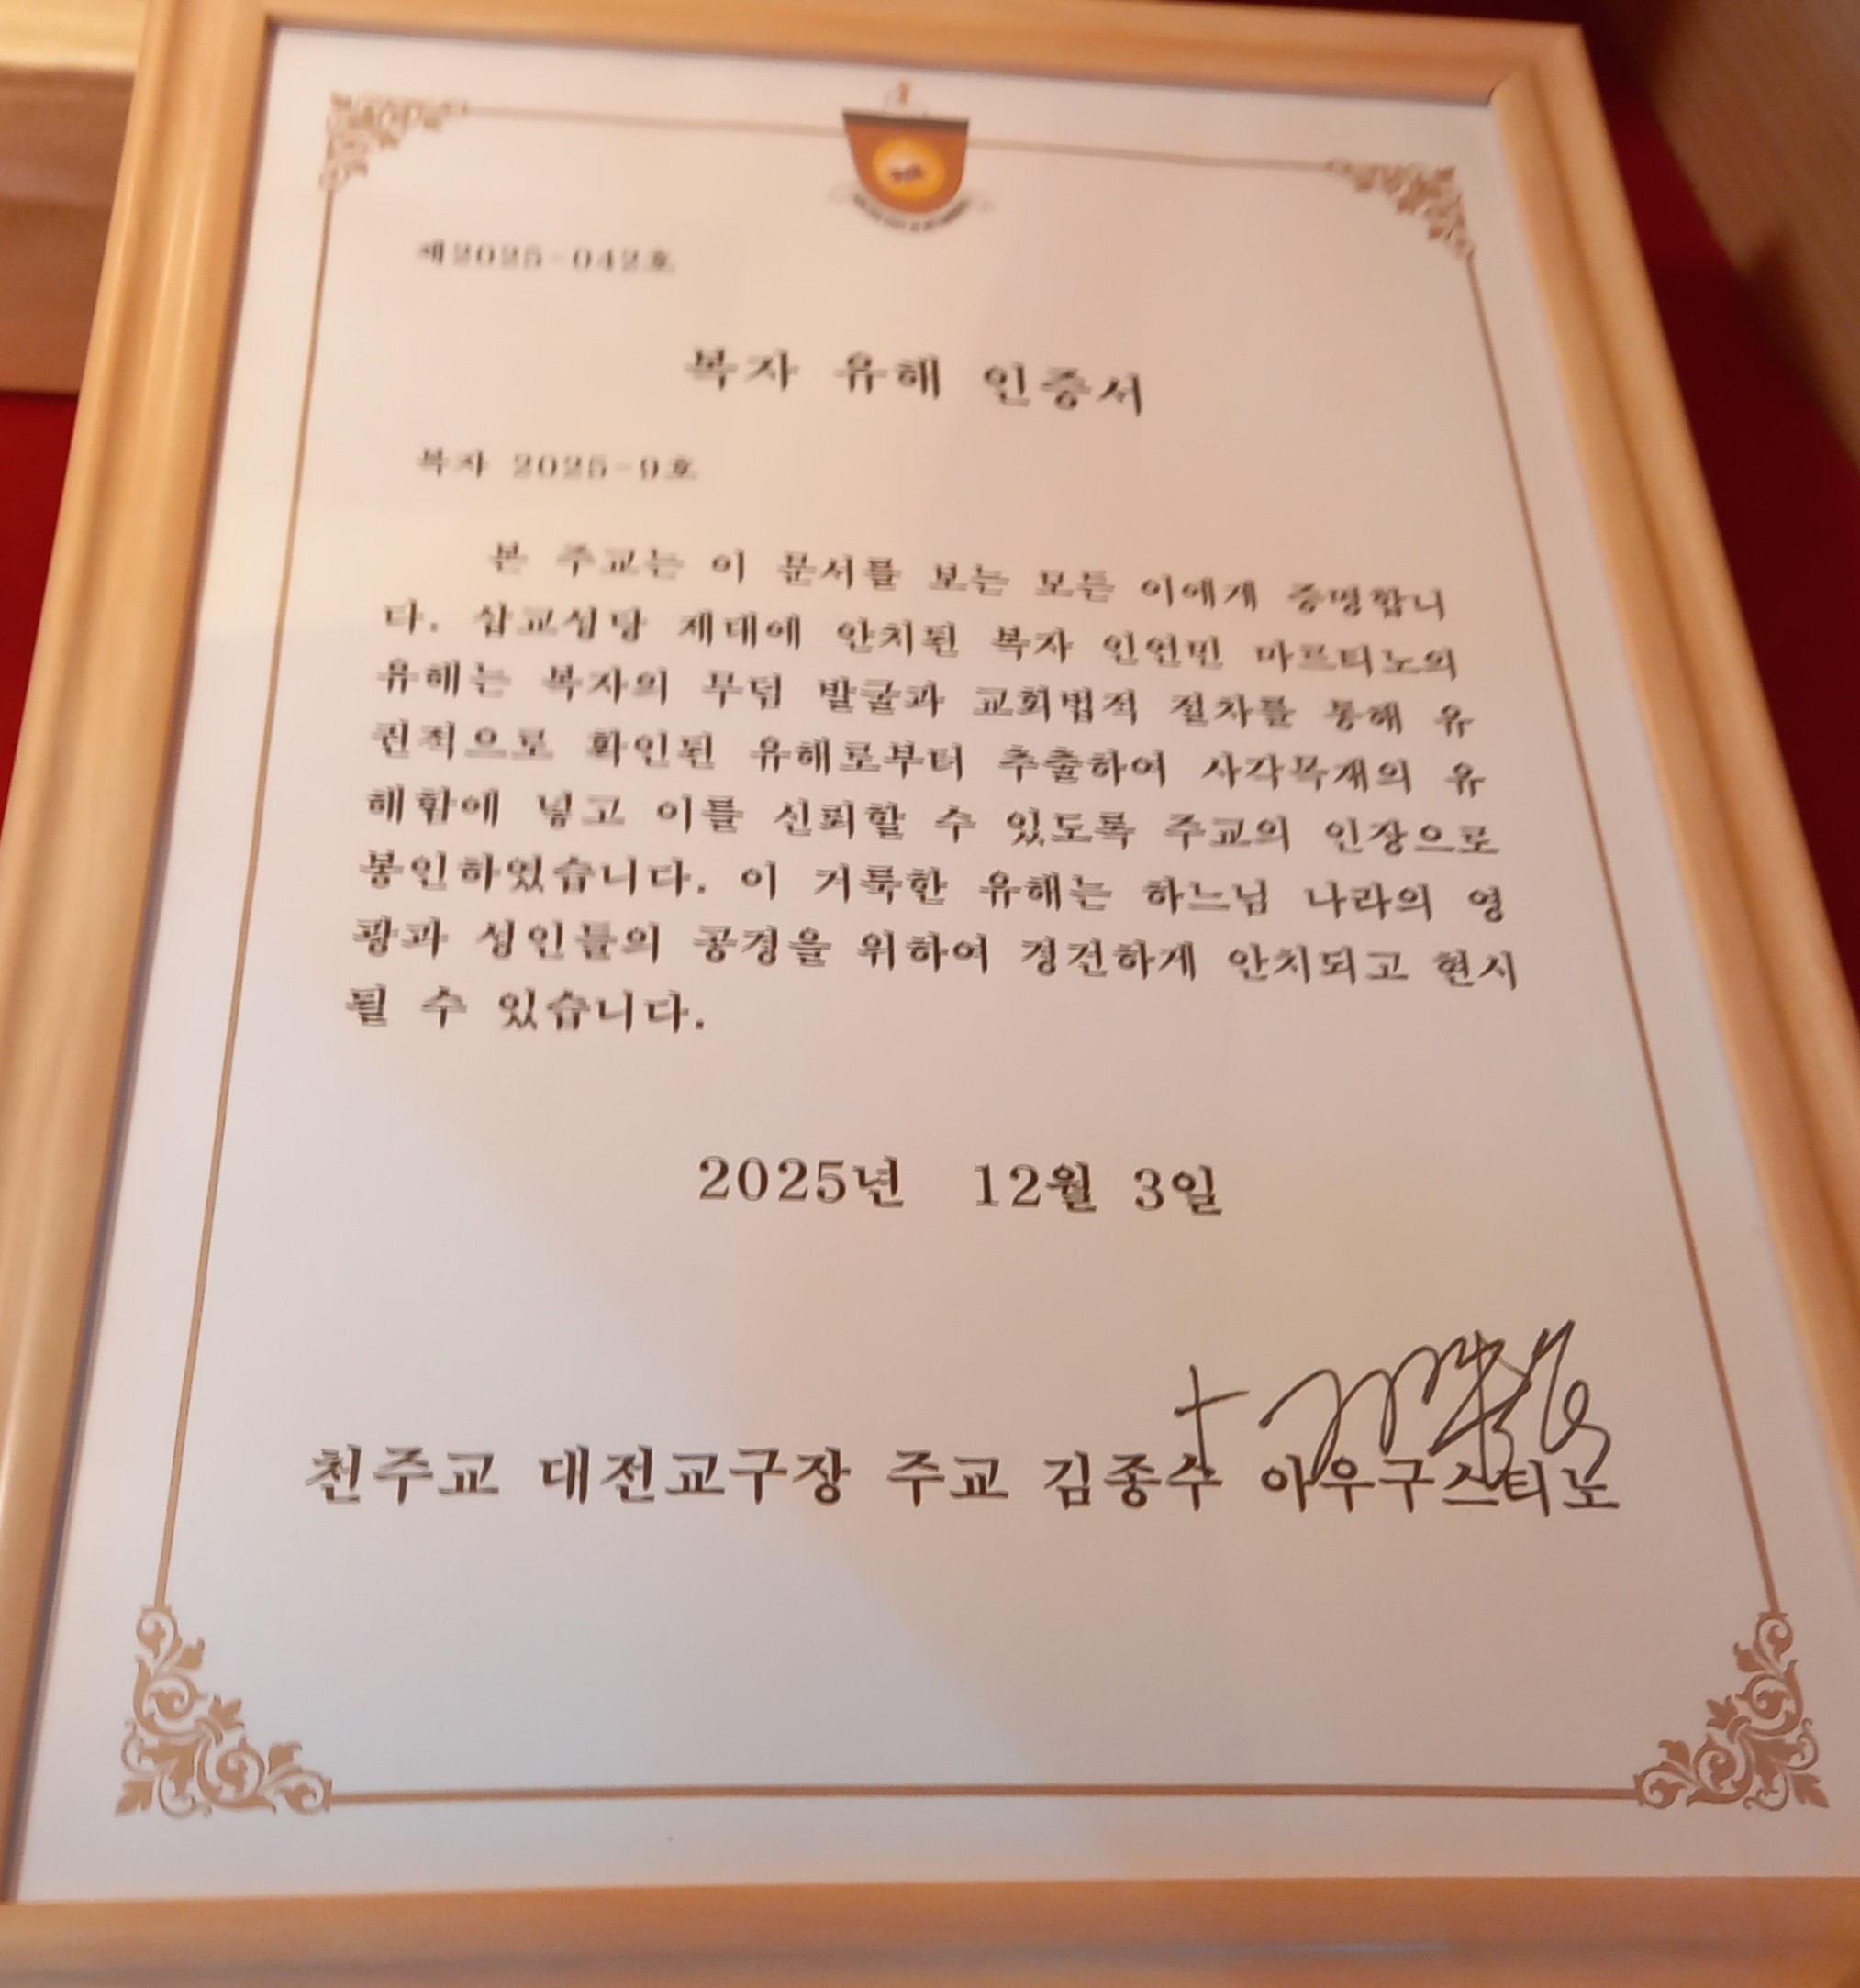 제2025-042호
복자 유해 인증서
복자 2025-9호
본 주교는 이 문서를 보는 모든 이에게 증명합니
다. 삽교성당 제대에 안치된 복자 인언민 마르티노의
유해는 복자의 무덤 발굴과 교회법적 절차를 통해 유
권적으로 확인된 유해로부터 추출하여 사각목재의 유
해함에 넣고 이를 신뢰할 수 있도록 주교의 인장으로
봉인하였습니다. 이 거룩한 유해는 하느님 나라의 영
광과 성인들의 공경을 위하여 경건하게 안치되고 현시
될 수 있습니다.
2025년 12월 3일
천주교 대전교구장 주교 김종수 아우구스티노